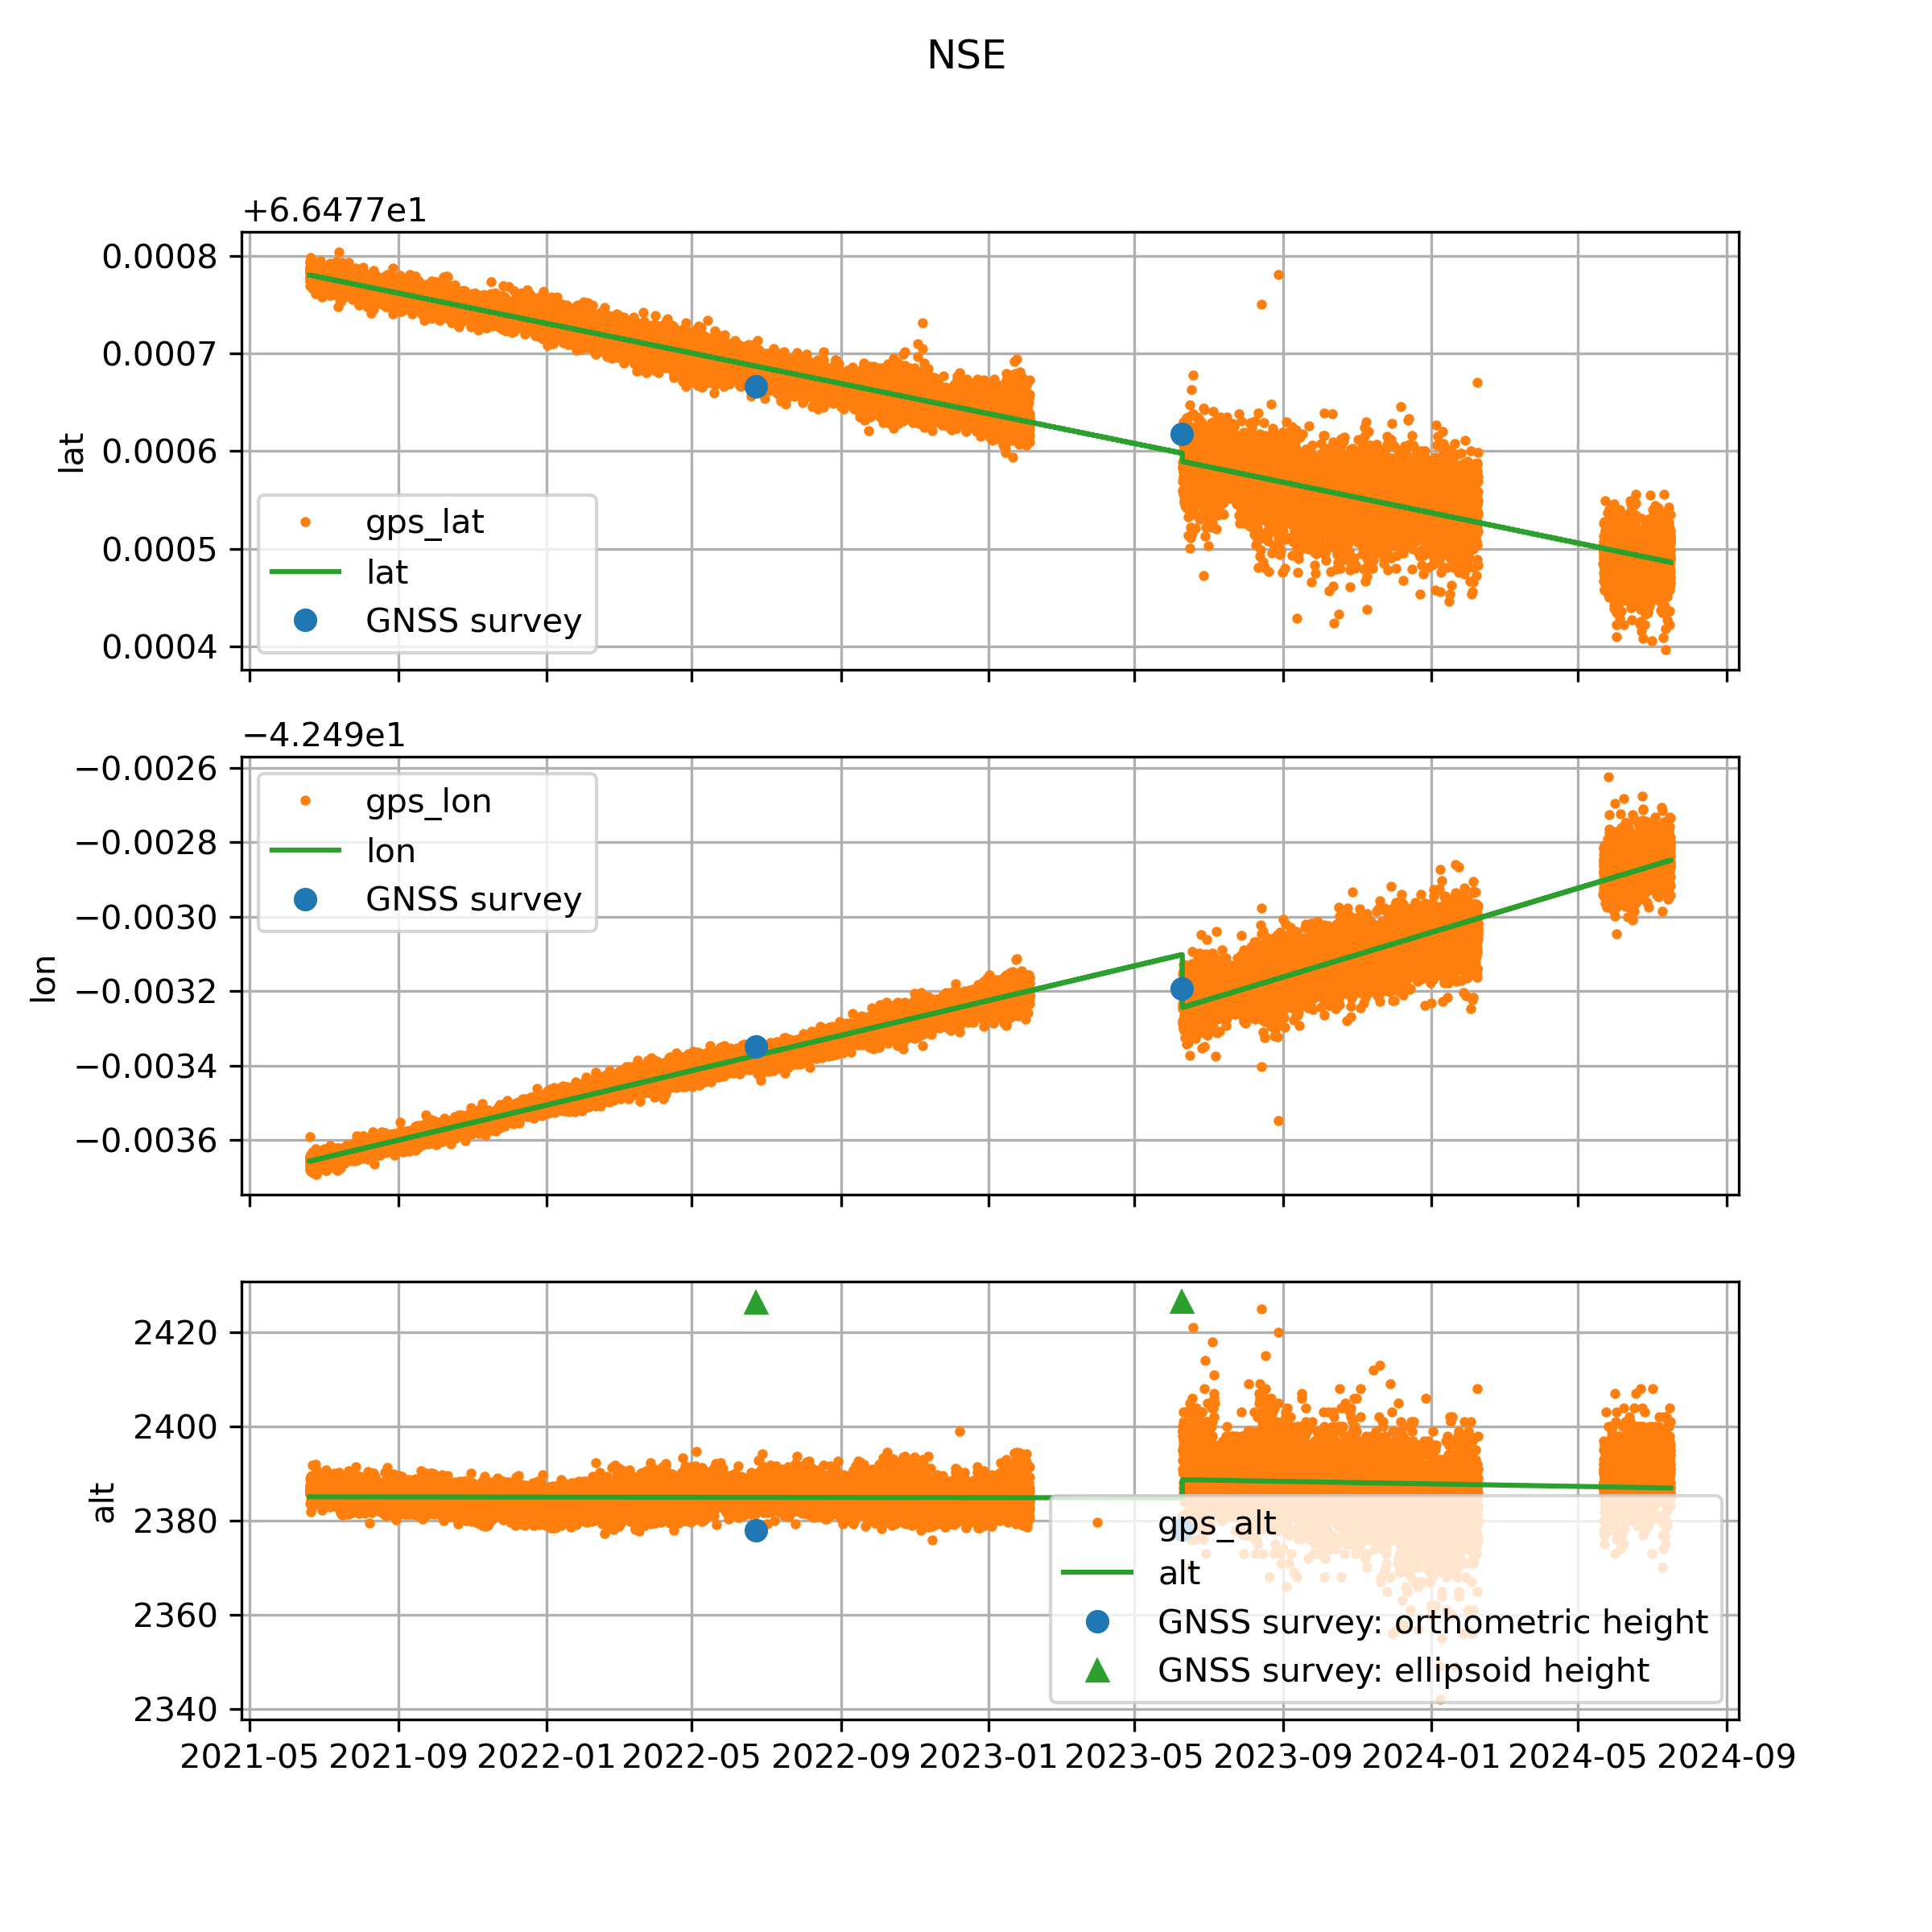 NSE
+6.6477e1
0.0008
0.0007
0.0006
0.0005
0.0004
lat
gps_lat
lat
GNSS survey
−4.249e1
−0.0026
−0.0028
−0.0030
−0.0032
−0.0034
−0.0036
lon
gps_lon
lon
GNSS survey
2420
2400
2380
2360
2340
alt
gps_alt
alt
GNSS survey: orthometric height
GNSS survey: ellipsoid height
2021-05 2021-09 2022-01 2022-05 2022-09 2023-01 2023-05 2023-09 2024-01 2024-05 2024-09